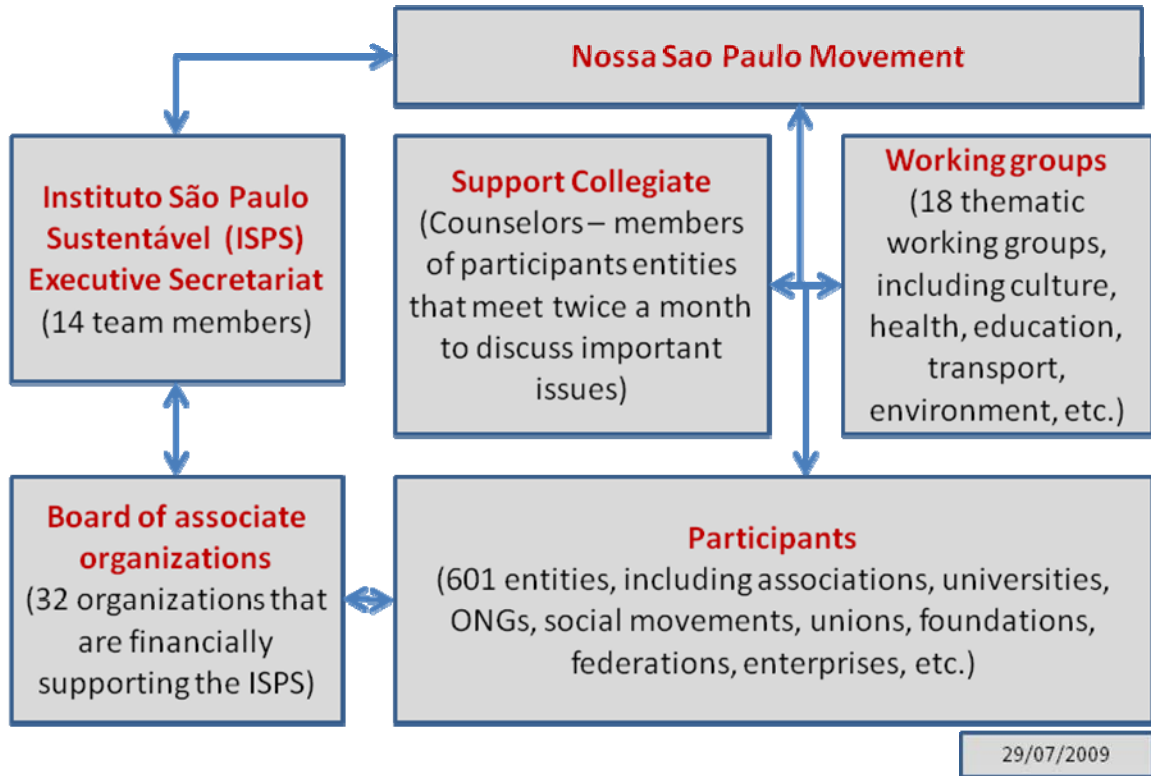 Nossa Sao Paulo Movement
Instituto São Paulo
Sustentável (ISPS)
Executive Secretariat
(14 team members)
Support Collegiate
(Counselors – members
of participants entities
that meet twice a month
to discuss important
issues)
Working groups
(18 thematic
working groups,
including culture,
health, education,
transport,
environment, etc.)
Board of associate
organizations
(32 organizations that
are financially
supporting the ISPS)
Participants
(601 entities, including associations, universities,
ONGs, social movements, unions, foundations,
federations, enterprises, etc.)
29/07/2009